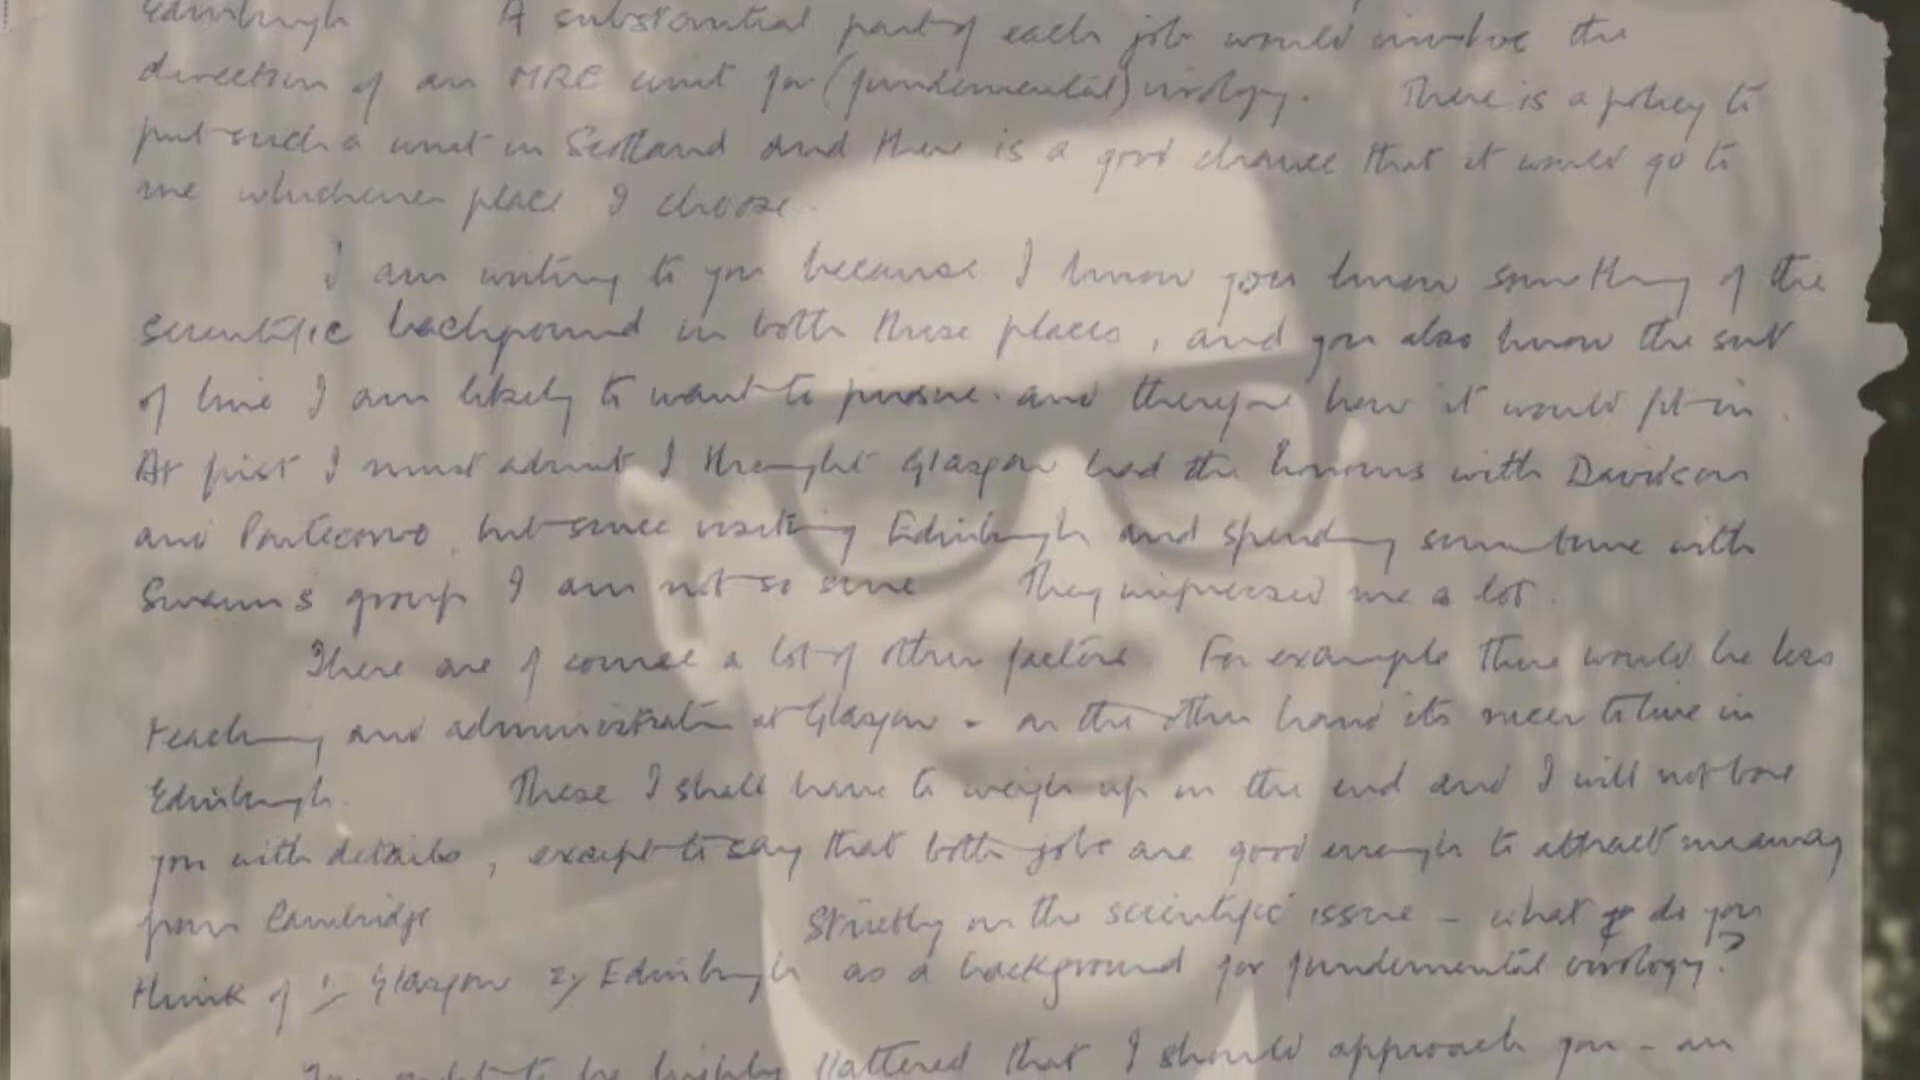 Edinburgh A substantial part of each job would involve the
direction of an MRC unit for (fundemental) virology. There is a policy to
put such a unit in Scotland and there is a good chance that it would go to
me whichever place I choose.
I am writing to you because I know you know something of the
scientific background in both these places, and you also know the sort
of line I am likely to want to pursue and therefore how it would fit in.
At first I must admit I thought Glasgow had the honours with Davidson
and Pontecorvo, but since visiting Edinburgh and spending some time with
Swann's group I am not so sure They impressed me a lot.
There are of course a lot of other factors For example there would be less
teaching and administration at Glasgow - on the other hand its nicer to live in
Edinburgh. These I shall have to weigh up in the end and I will not bore
you with details, except to say that both jobs are good enough to attract me away
from Cambridge Strictly on the scientific issue - what do you
think of 1/ Glasgow 2/ Edinburgh as a background for fundemental virology?
You ought to be highly flattered that I should approach you - an